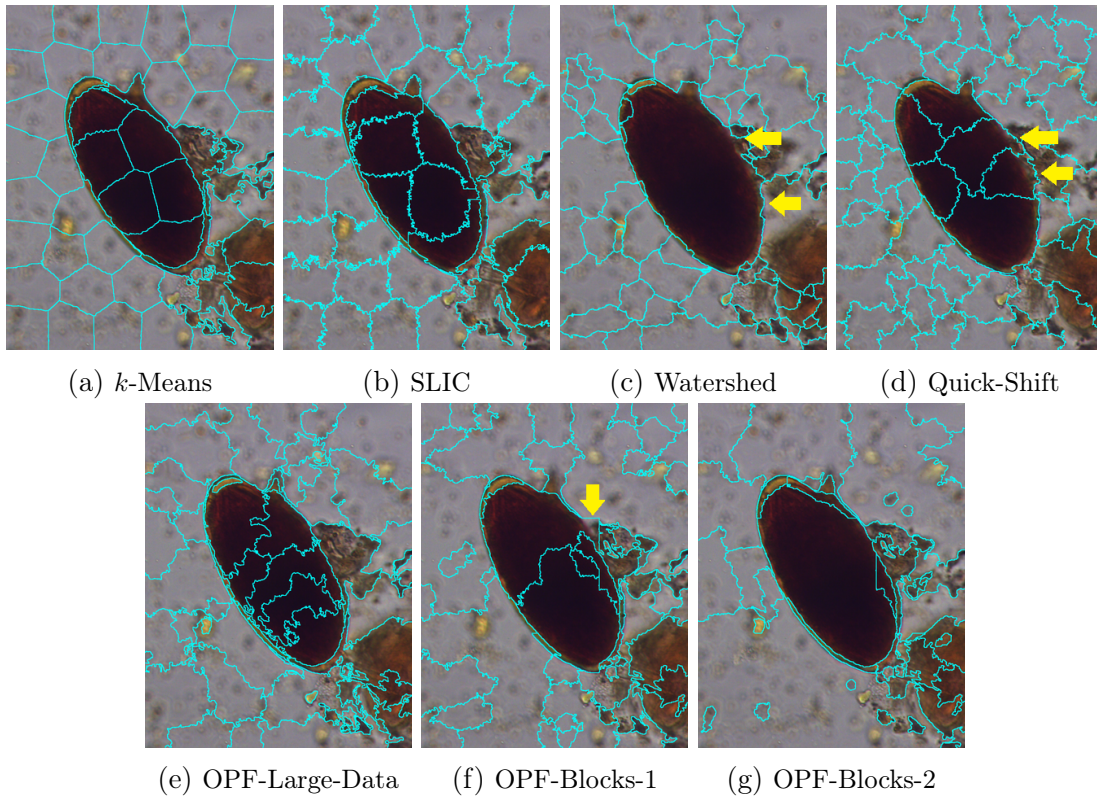 (a) k-Means
(b) SLIC
(c) Watershed
(d) Quick-Shift
(e) OPF-Large-Data
(f) OPF-Blocks-1
(g) OPF-Blocks-2